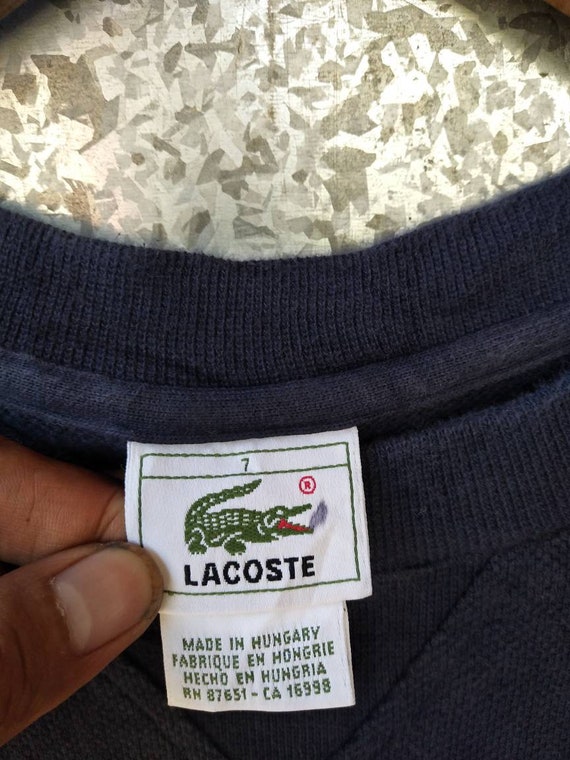 7
®
LACOSTE
MADE IN HUNGARY
FABRIQUE EN HONGRIE
HECHO EN HUNGRIA
RN 87651 - CA 16998